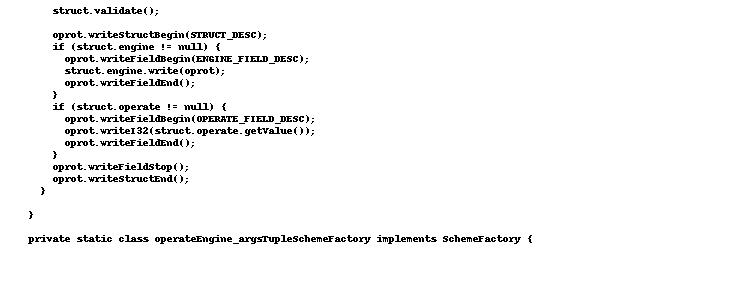 struct.validate();
oprot.writeStructBegin(STRUCT_DESC);
if (struct.engine != null) {
oprot.writeFieldBegin(ENGINE_FIELD_DESC);
struct.engine.write(oprot);
oprot.writeFieldEnd();
}
if (struct.operate != null) {
oprot.writeFieldBegin(OPERATE_FIELD_DESC);
oprot.writeI32(struct.operate.getValue());
oprot.writeFieldEnd();
}
oprot.writeFieldStop();
oprot.writeStructEnd();
}
}
private static class operateEngine_argsTupleSchemeFactory implements SchemeFactory {